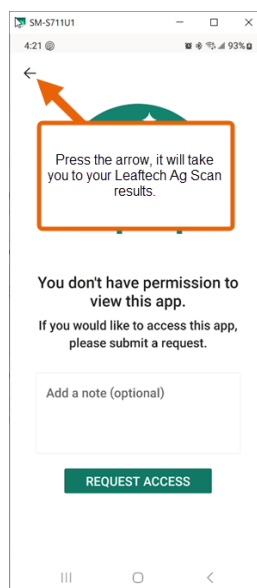 SM-S711U1
4:21
93%
Press the arrow, it will take
you to your Leaftech Ag Scan
results.
You don't have permission to
view this app.
If you would like to access this app,
please submit a request.
Add a note (optional)
REQUEST ACCESS